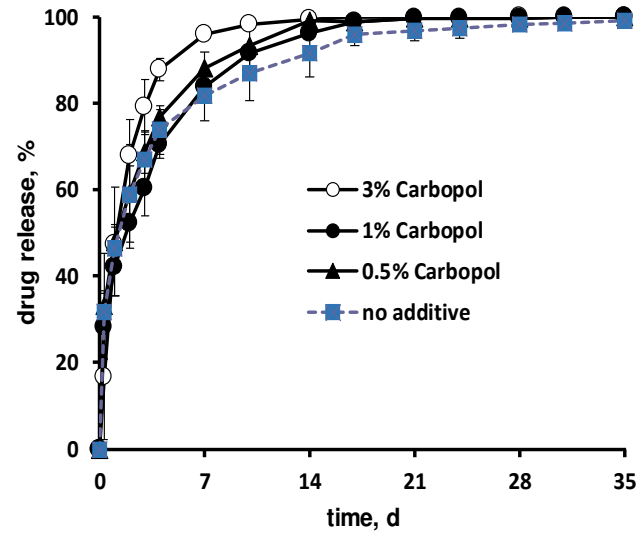 100
80
60
40
20
0
drug release, %
3% Carbopol
1% Carbopol
0.5% Carbopol
no additive
0 7 14 21 28 35
time, d